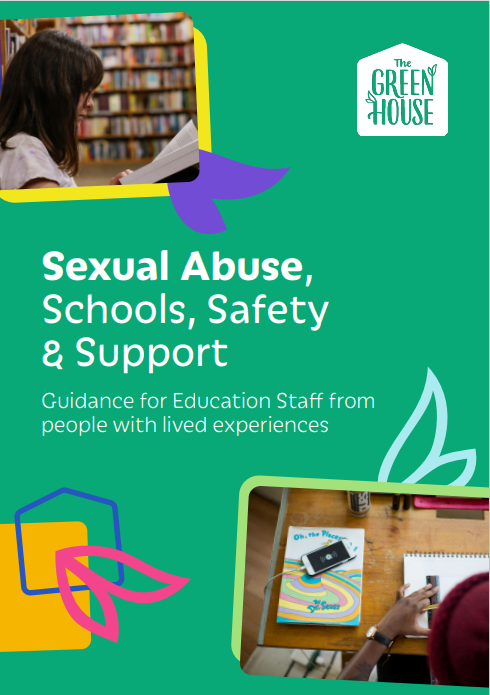 The
GREEN
HOUSE
Sexual Abuse,
Schools, Safety
& Support
Guidance for Education Staff from
people with lived experiences
Oh, the Places
Dr. Seuss